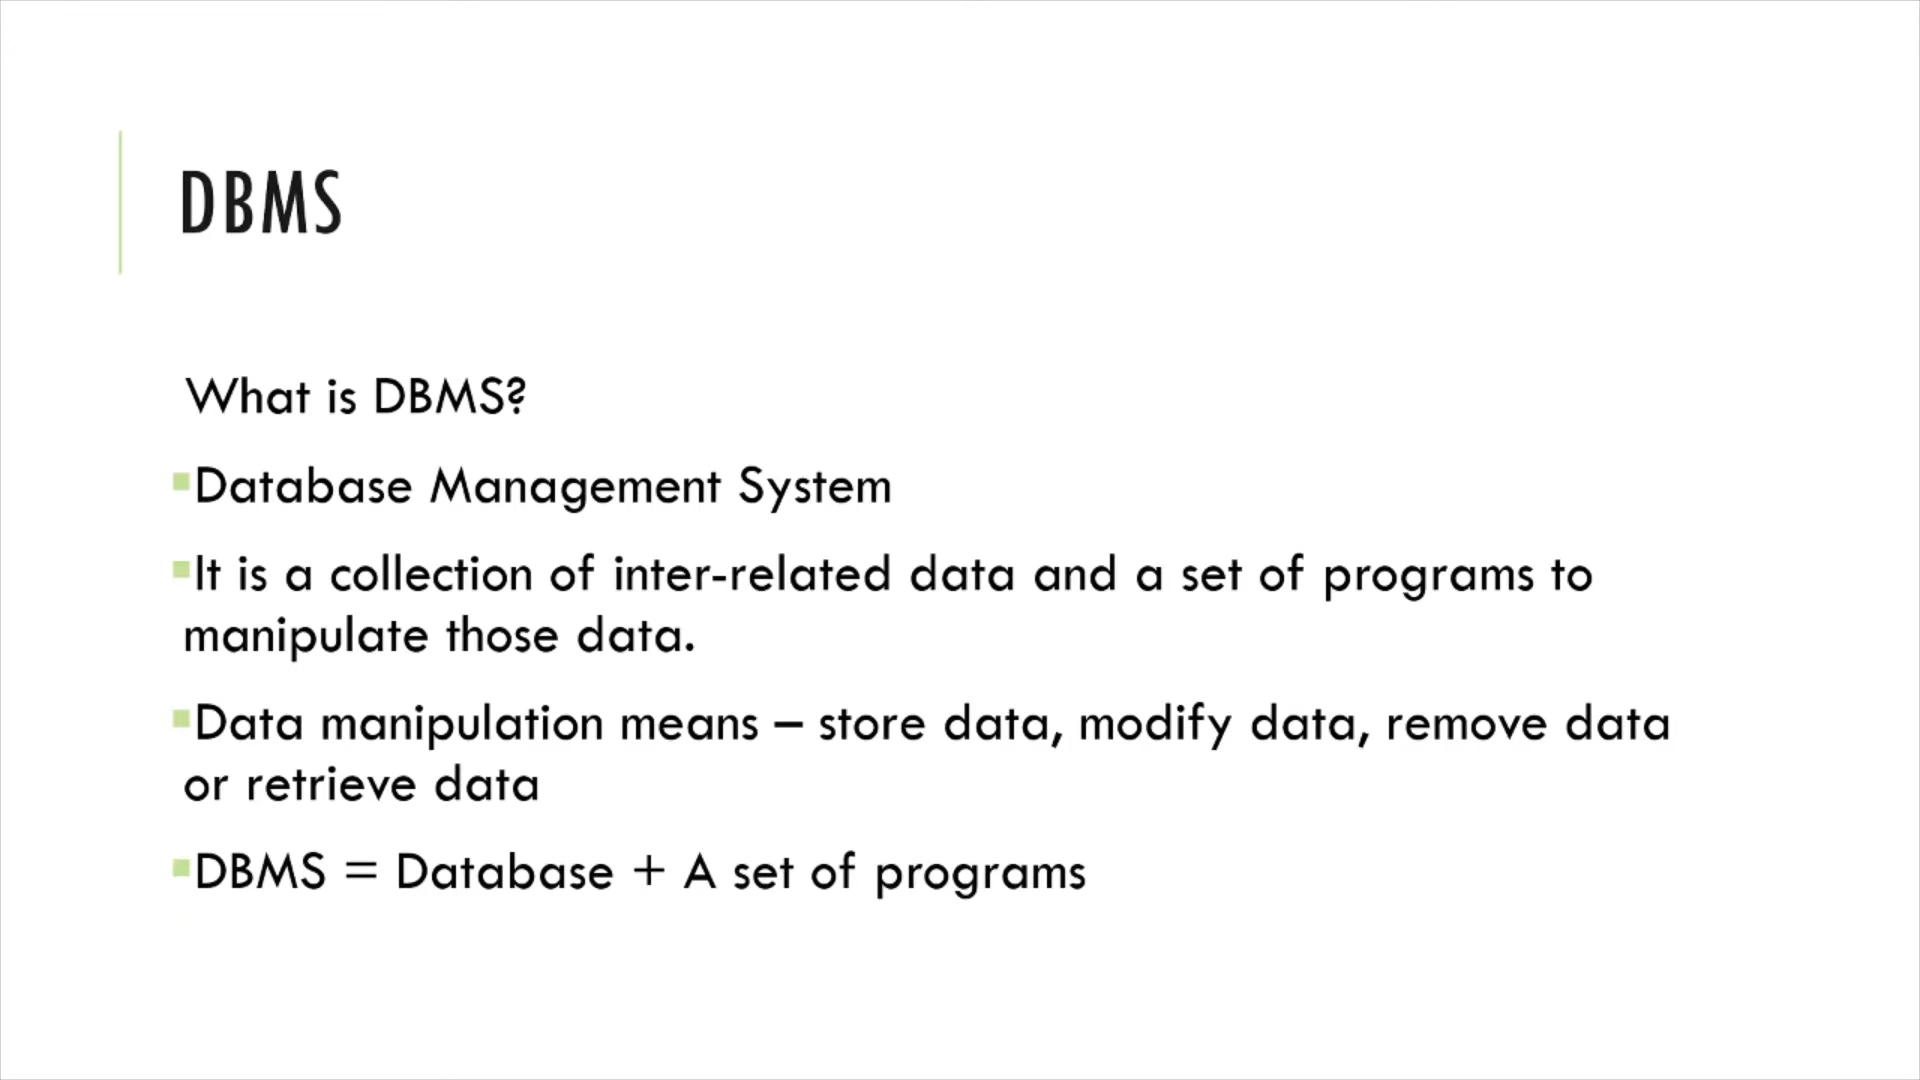 DBMS
What is DBMS?
▪Database Management System
▪It is a collection of inter-related data and a set of programs to
manipulate those data.
▪Data manipulation means – store data, modify data, remove data
or retrieve data
▪DBMS = Database + A set of programs